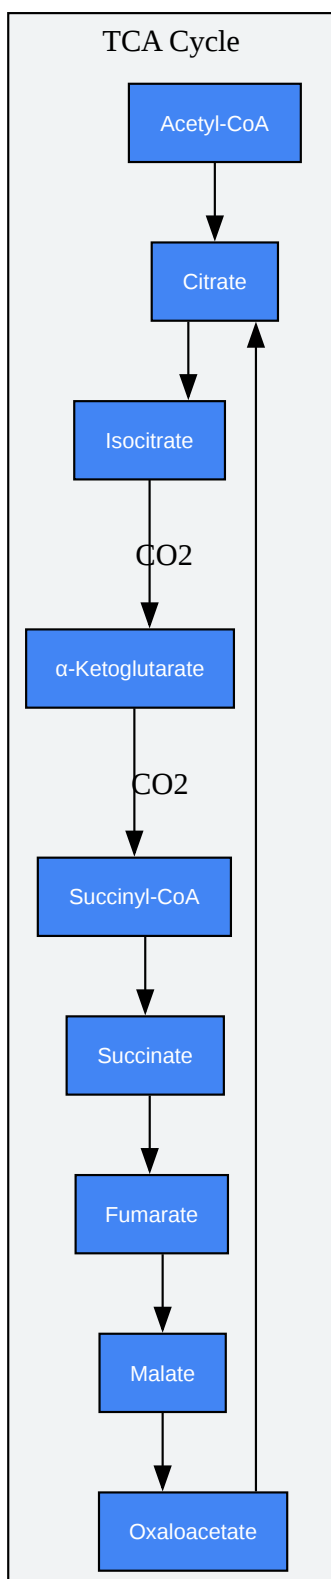 TCA Cycle
Acetyl-CoA
Citrate
Isocitrate
CO2
α-Ketoglutarate
CO2
Succinyl-CoA
Succinate
Fumarate
Malate
Oxaloacetate